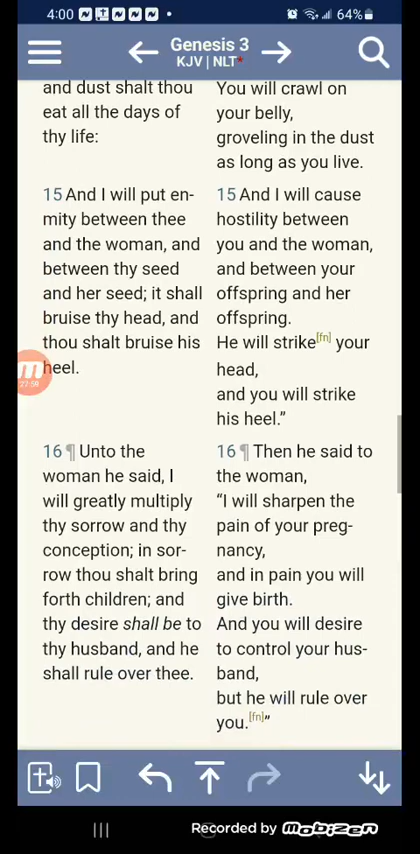 4:00 64%
Genesis 3
KJV | NLT*
and dust shalt thou
eat all the days of
thy life:
15 And I will put en-
mity between thee
and the woman, and
between thy seed
and her seed; it shall
bruise thy head, and
thou shalt bruise his
heel.
16 ¶ Unto the
woman he said, I
will greatly multiply
thy sorrow and thy
conception; in sor-
row thou shalt bring
forth children; and
thy desire shall be to
thy husband, and he
shall rule over thee.
You will crawl on
your belly,
groveling in the dust
as long as you live.
15 And I will cause
hostility between
you and the woman,
and between your
offspring and her
offspring.
He will strike[fn] your
head,
and you will strike
his heel.”
16 ¶ Then he said to
the woman,
“I will sharpen the
pain of your preg-
nancy,
and in pain you will
give birth.
And you will desire
to control your hus-
band,
but he will rule over
you.[fn]”
27:59
Recorded by Mobizen